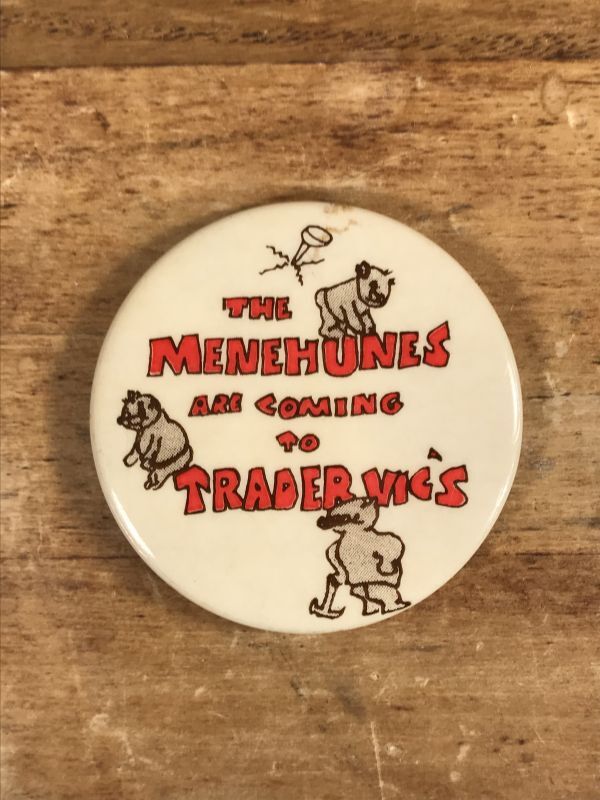 THE
MENEHUNES
ARE COMING
TO
TRADER VIC'S